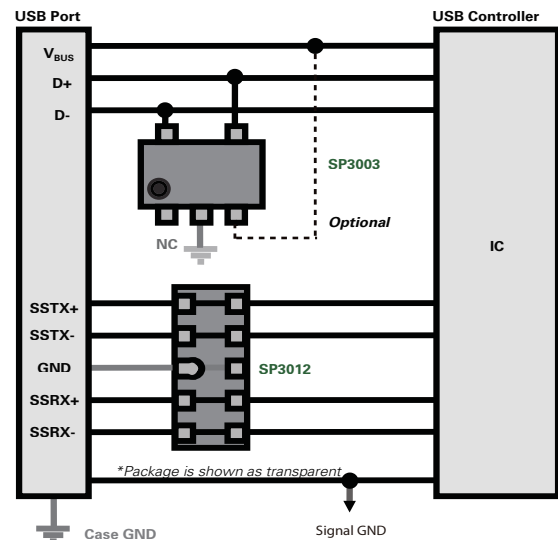 USB Port
USB Controller
VBUS
D+
D-
SP3003
Optional
NC
IC
SSTX+
SSTX-
GND
SP3012
SSRX+
SSRX-
*Package is shown as transparent
Case GND
Signal GND